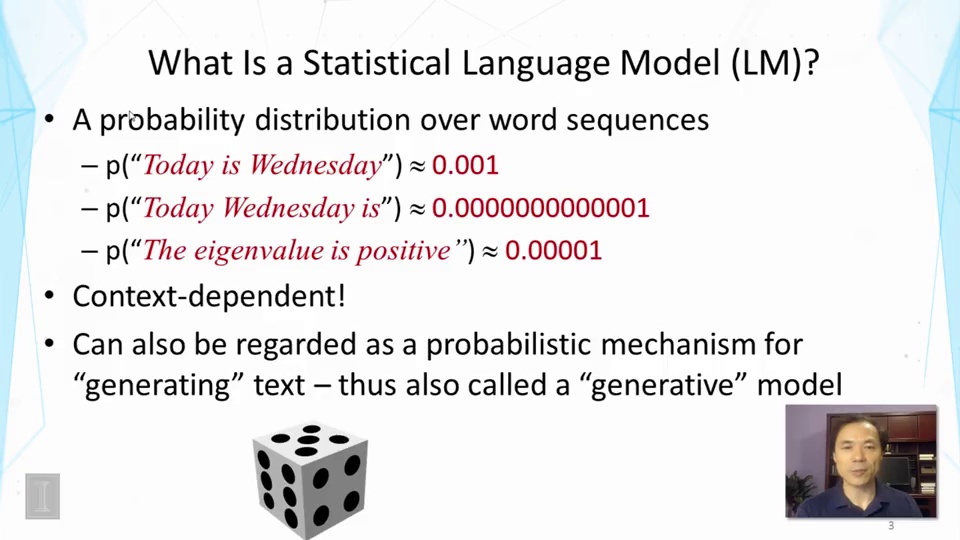 What Is a Statistical Language Model (LM)?
• A probability distribution over word sequences
– p(“Today is Wednesday”) ≈ 0.001
– p(“Today Wednesday is”) ≈ 0.0000000000001
– p(“The eigenvalue is positive”) ≈ 0.00001
• Context-dependent!
• Can also be regarded as a probabilistic mechanism for
“generating” text – thus also called a “generative” model
I
3